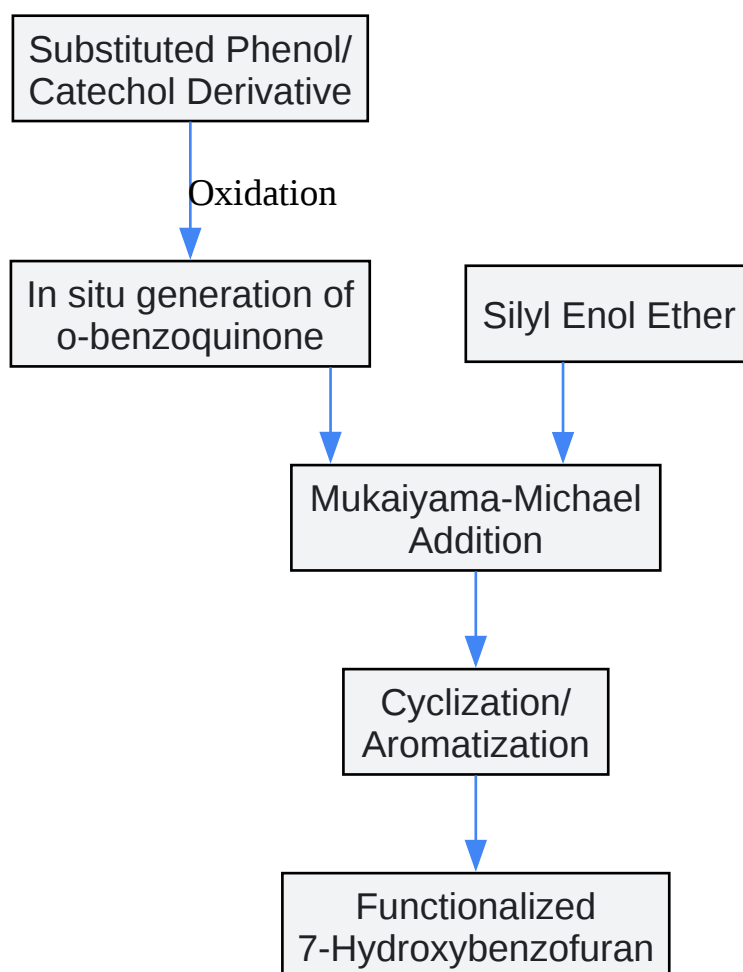 Substituted Phenol/
Catechol Derivative
Oxidation
In situ generation of
o-benzoquinone
Silyl Enol Ether
Mukaiyama-Michael
Addition
Cyclization/
Aromatization
Functionalized
7-Hydroxybenzofuran